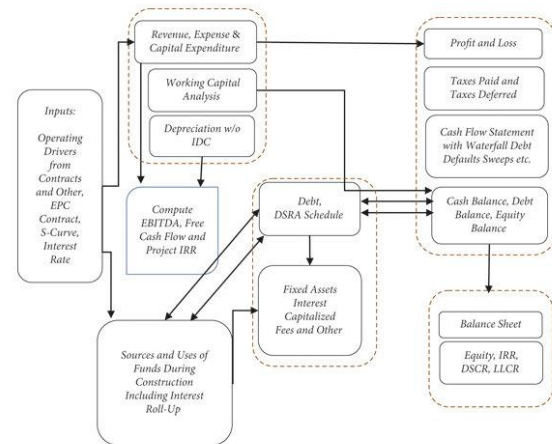 Inputs:
Operating
Drivers
from
Contracts
and Other,
EPC
Contract,
S-Curve,
Interest
Rate
Revenue, Expense &
Capital Expenditure
Working Capital
Analysis
Depreciation w/o
IDC
Compute
EBITDA, Free
Cash Flow and
Project IRR
Sources and Uses of
Funds During
Construction
Including Interest
Roll-Up
Debt,
DSRA Schedule
Fixed Assets
Interest
Capitalized
Fees and Other
Profit and Loss
Taxes Paid and
Taxes Deferred
Cash Flow Statement
with Waterfall Debt
Defaults Sweeps etc.
Cash Balance, Debt
Balance, Equity
Balance
Balance Sheet
Equity, IRR,
DSCR, LLCR